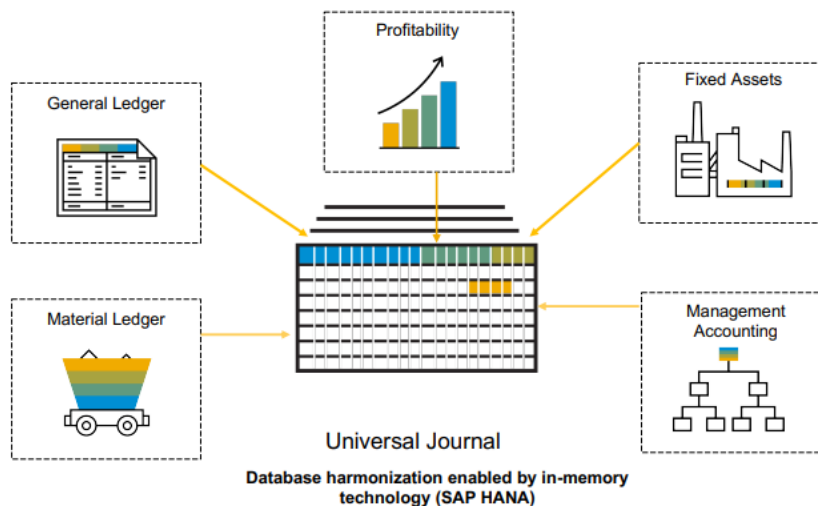 Profitability
General Ledger
Fixed Assets
Material Ledger
Management
Accounting
Universal Journal
Database harmonization enabled by in-memory
technology (SAP HANA)